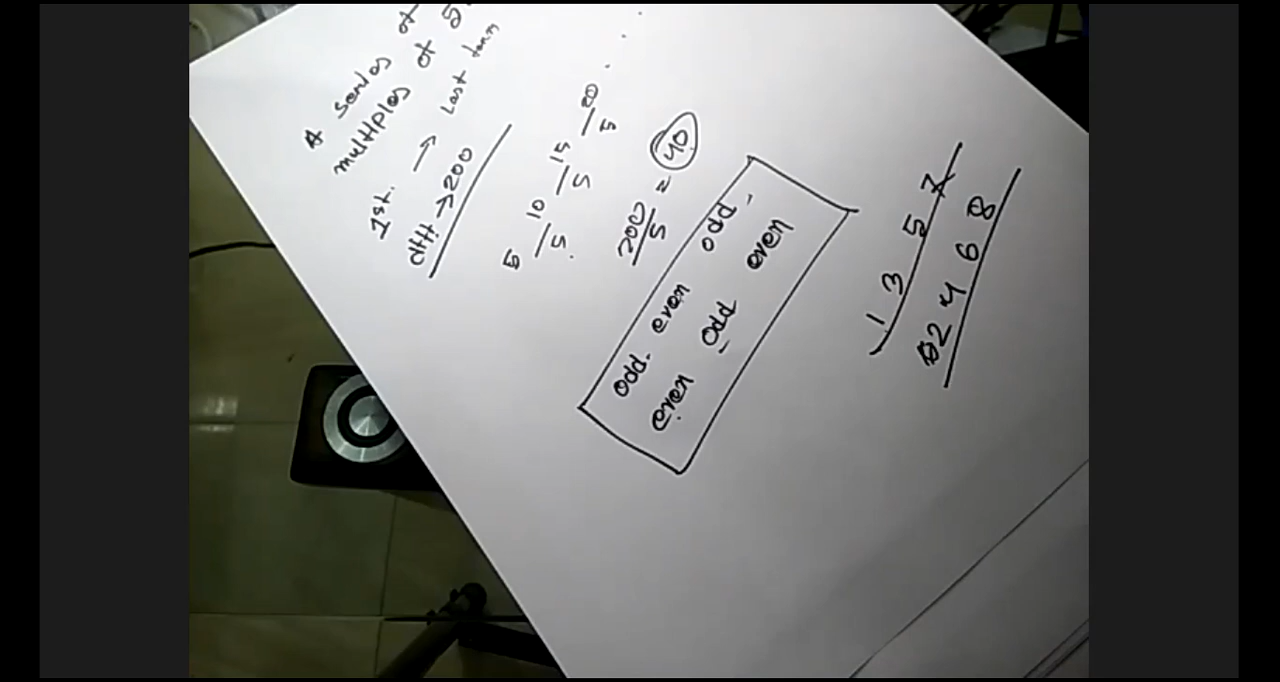 A series of
multiples of 5
1st. → Last term
diff → 200
5 10/5 15/5 20/5 . .
200/5 = 40
odd. even odd
even odd even
1 3 5 7
2 4 6 8